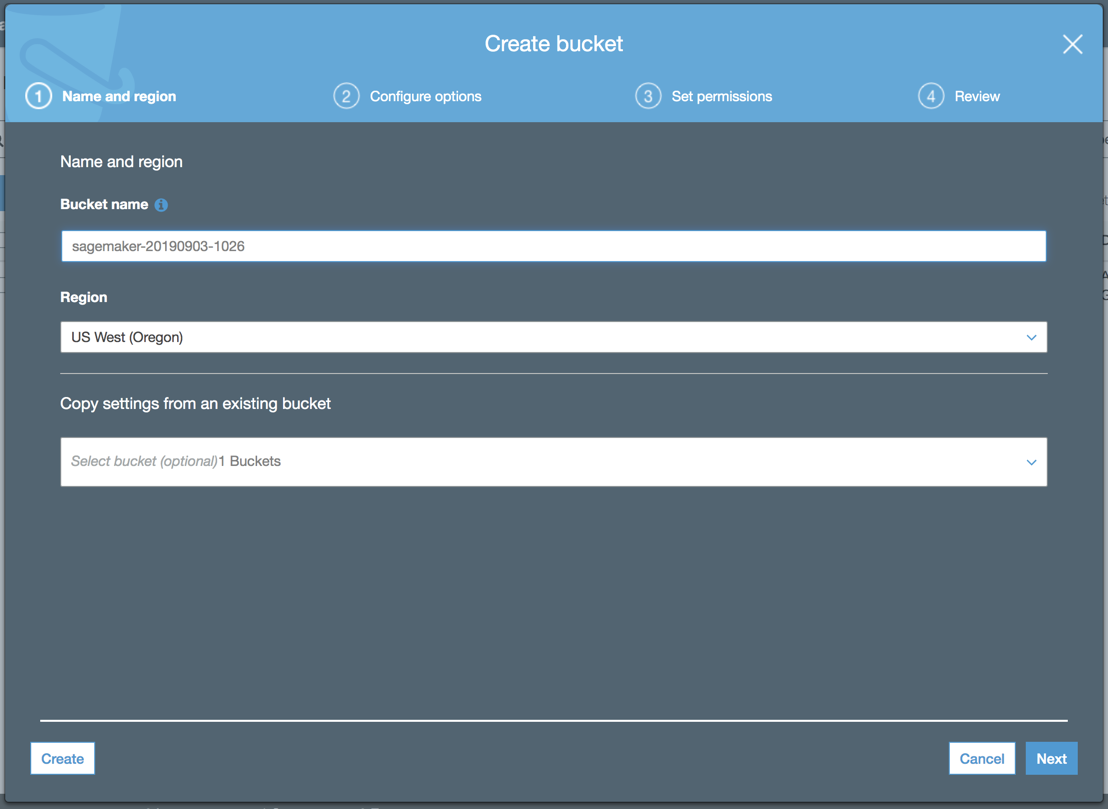 Create bucket
1 Name and region
2 Configure options
3 Set permissions
4 Review
Name and region
Bucket name
sagemaker-20190903-1026
Region
US West (Oregon)
Copy settings from an existing bucket
Select bucket (optional)1 Buckets
Create
Cancel
Next